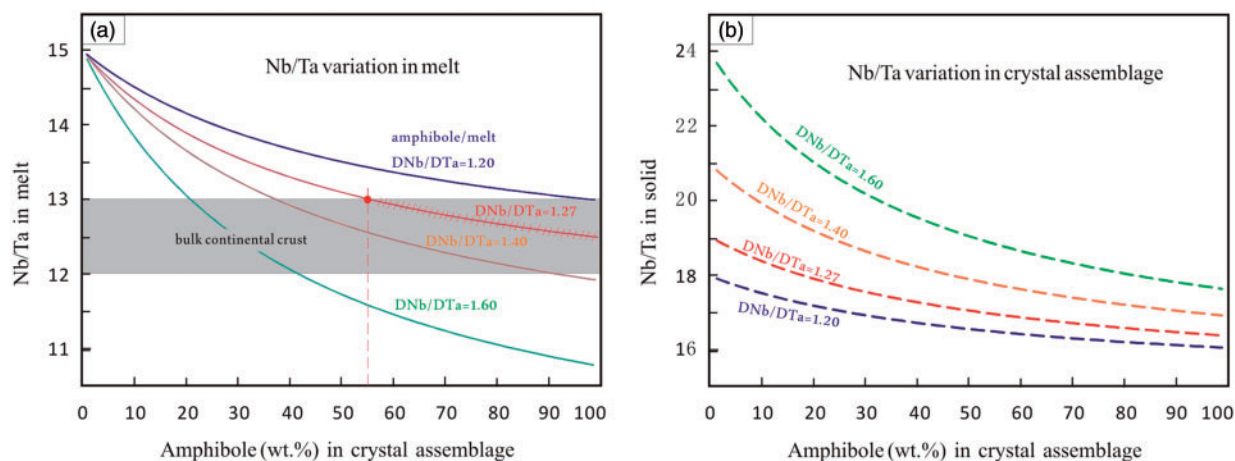 (a)
Nb/Ta variation in melt
15
14
13
12
11
Nb/Ta in melt
amphibole/melt
DNb/DTa=1.20
DNb/DTa=1.27
bulk continental crust
DNb/DTa=1.40
DNb/DTa=1.60
0 10 20 30 40 50 60 70 80 90 100
Amphibole (wt.%) in crystal assemblage
(b)
Nb/Ta variation in crystal assemblage
24
22
20
18
16
Nb/Ta in solid
DNb/DTa=1.60
DNb/DTa=1.40
DNb/DTa=1.27
DNb/DTa=1.20
0 10 20 30 40 50 60 70 80 90 100
Amphibole (wt.%) in crystal assemblage